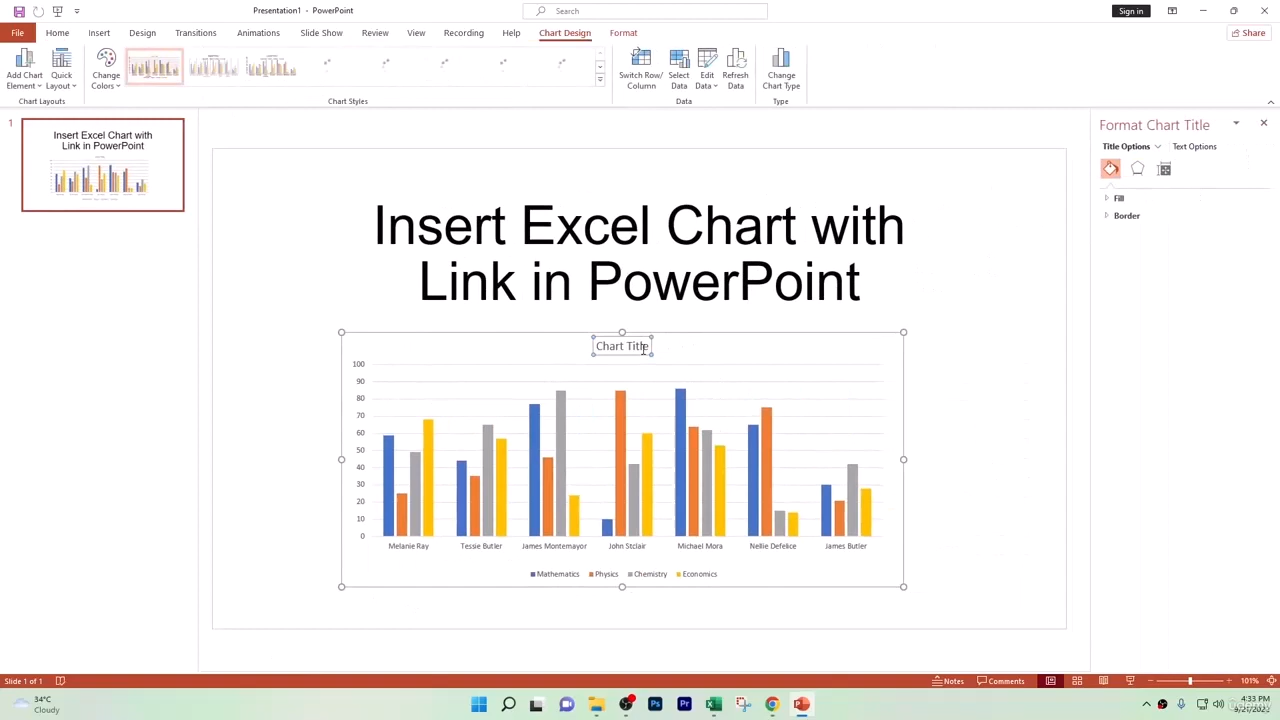 Presentation1 - PowerPoint
Search
Sign in
File
Home
Insert
Design
Transitions
Animations
Slide Show
Review
View
Recording
Help
Chart Design
Format
Share
Add Chart
Element
Quick
Layout
Change
Colors
Switch Row/
Column
Select
Data
Edit
Data
Refresh
Data
Change
Chart Type
Chart Layouts
Chart Styles
Data
Type
1
Insert Excel Chart with
Link in PowerPoint
Insert Excel Chart with
Link in PowerPoint
Chart Title
100
90
80
70
60
50
40
30
20
10
0
Melanie Ray
Tessie Butler
James Montemayor
John Stclair
Michael Mora
Nellie Defelice
James Butler
Mathematics
Physics
Chemistry
Economics
Format Chart Title
Title Options
Text Options
Fill
Border
Slide 1 of 1
Notes
Comments
101%
34°C
Cloudy
4:33 PM